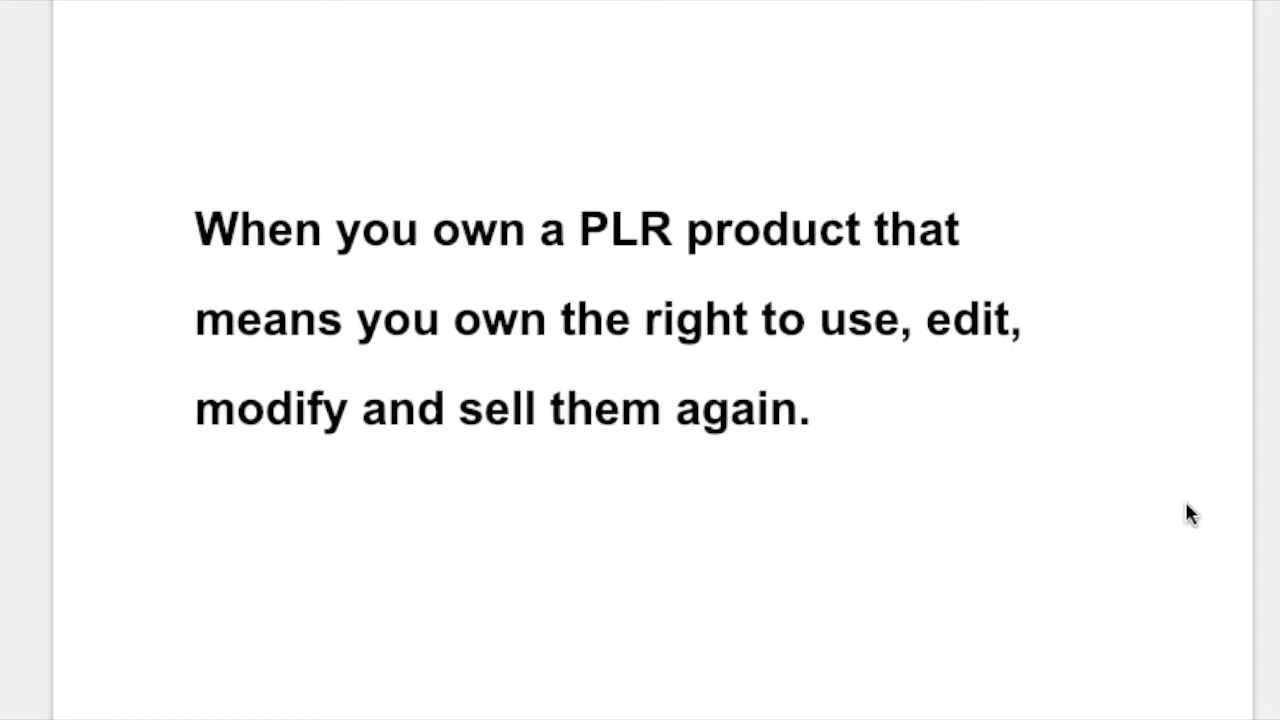 When you own a PLR product that
means you own the right to use, edit,
modify and sell them again.